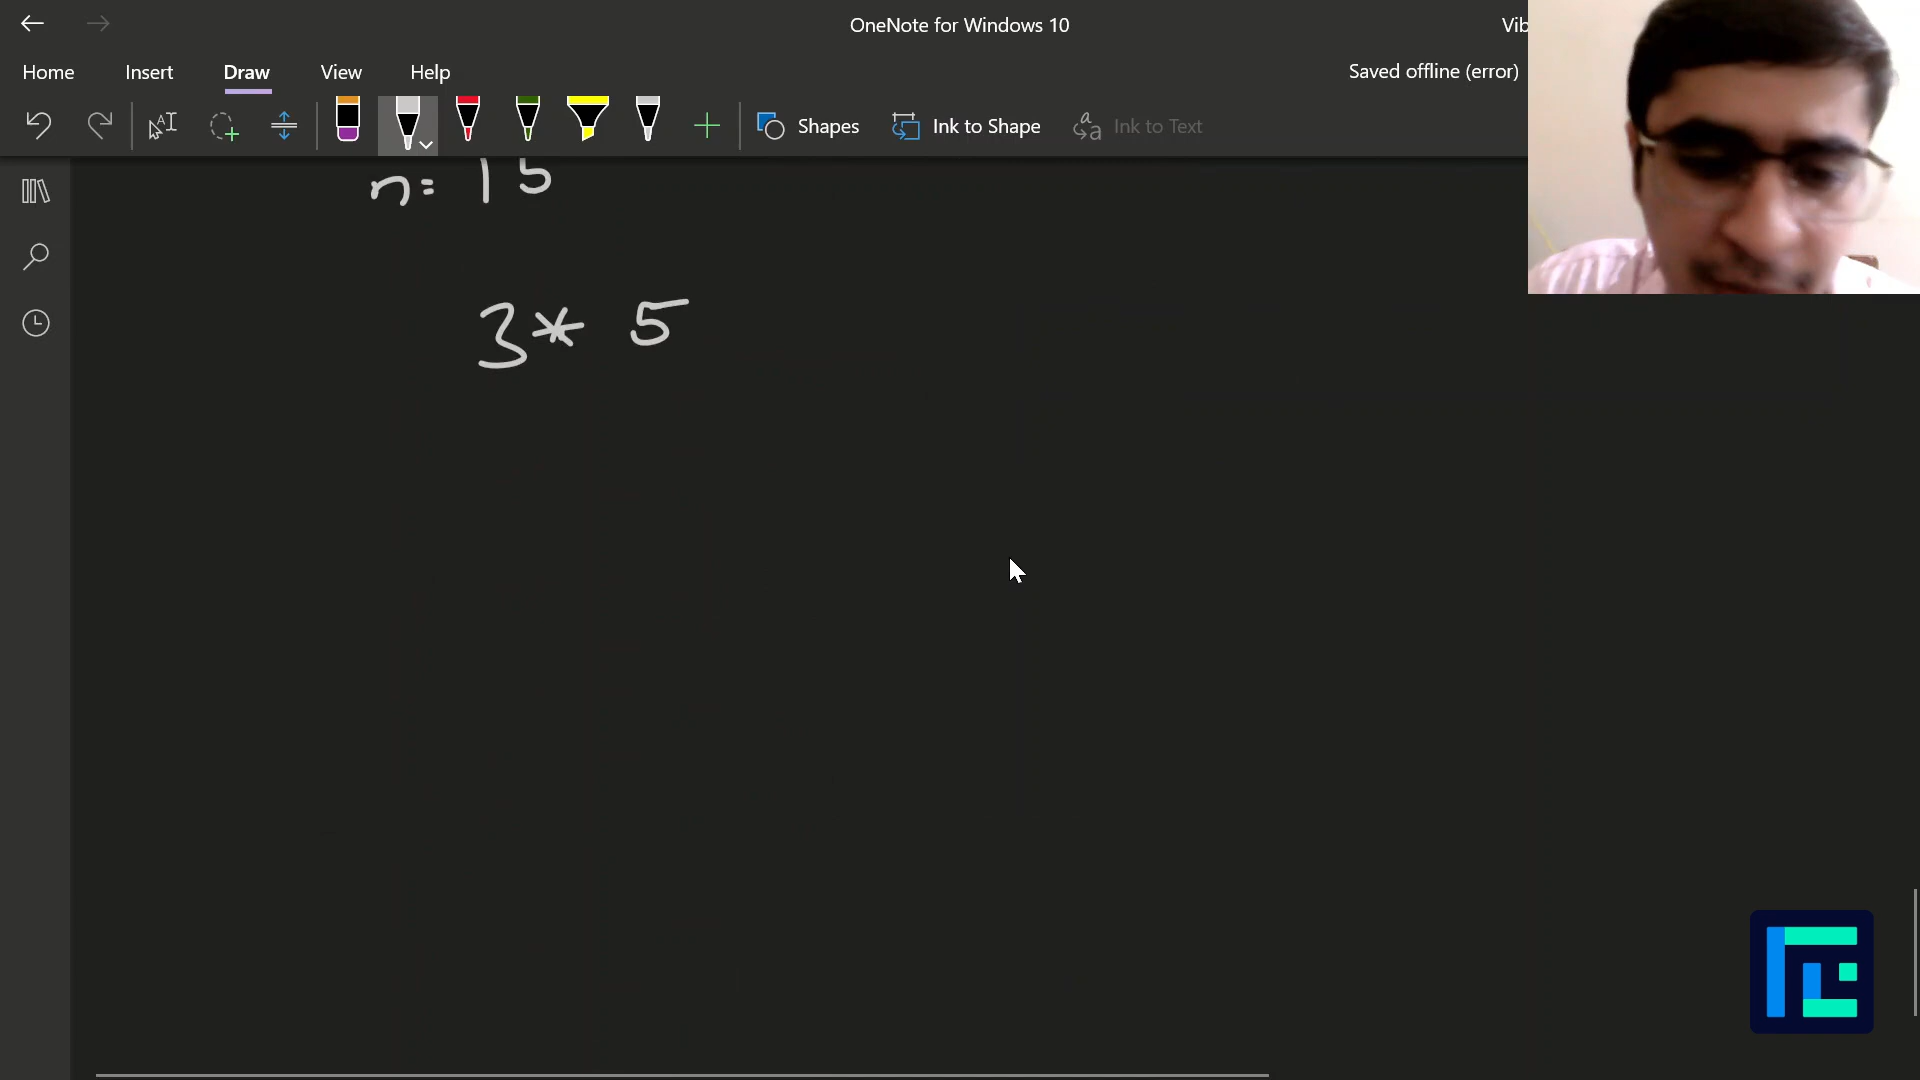 OneNote for Windows 10
Vib
Home Insert Draw View Help
Saved offline (error)
Shapes Ink to Shape Ink to Text
n= 15
3* 5